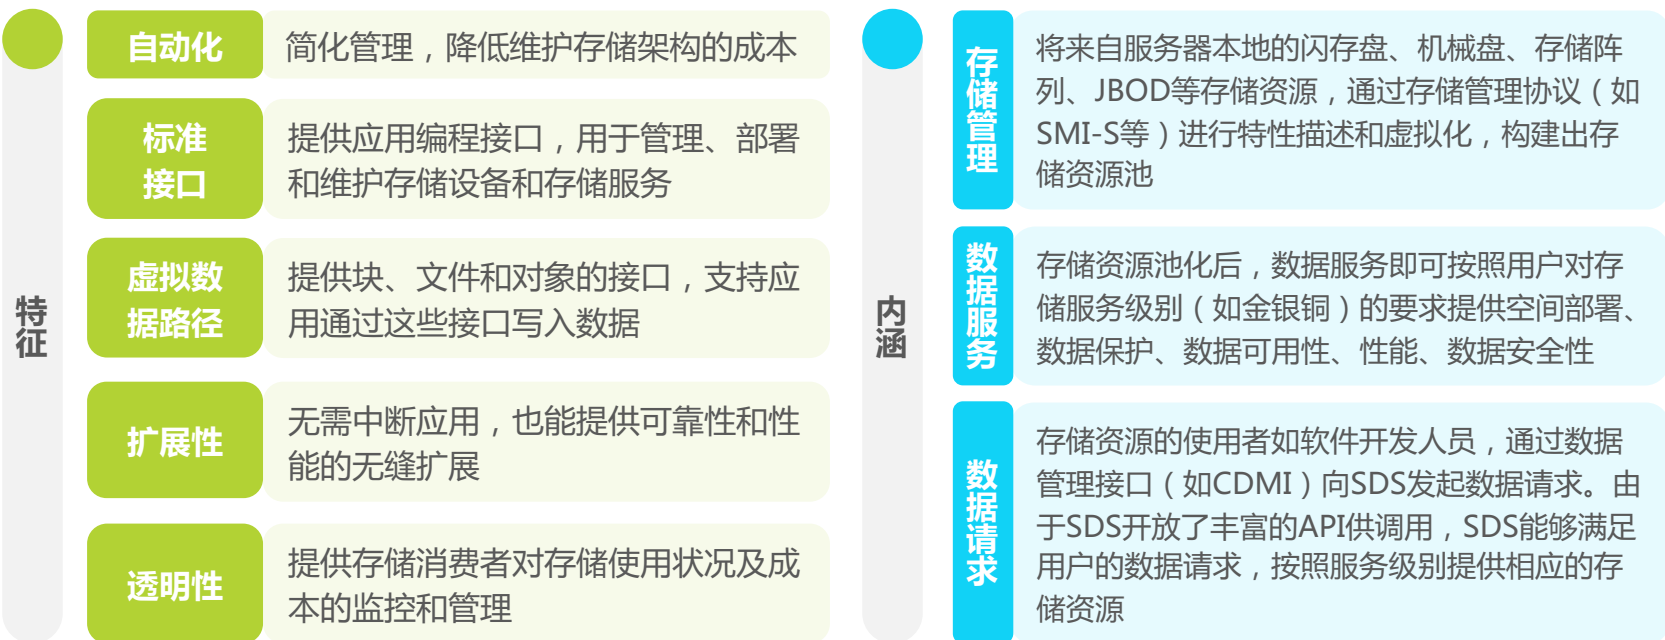 特征
自动化
简化管理，降低维护存储架构的成本
标准
接口
提供应用编程接口，用于管理、部署
和维护存储设备和存储服务
虚拟数
据路径
提供块、文件和对象的接口，支持应
用通过这些接口写入数据
扩展性
无需中断应用，也能提供可靠性和性
能的无缝扩展
透明性
提供存储消费者对存储使用状况及成
本的监控和管理
内涵
存储管理
将来自服务器本地的闪存盘、机械盘、存储阵
列、JBOD等存储资源，通过存储管理协议（如
SMI-S等）进行特性描述和虚拟化，构建出存
储资源池
数据服务
存储资源池化后，数据服务即可按照用户对存
储服务级别（如金银铜）的要求提供空间部署、
数据保护、数据可用性、性能、数据安全性
数据请求
存储资源的使用者如软件开发人员，通过数据
管理接口（如CDMI）向SDS发起数据请求。由
于SDS开放了丰富的API供调用，SDS能够满足
用户的数据请求，按照服务级别提供相应的存
储资源